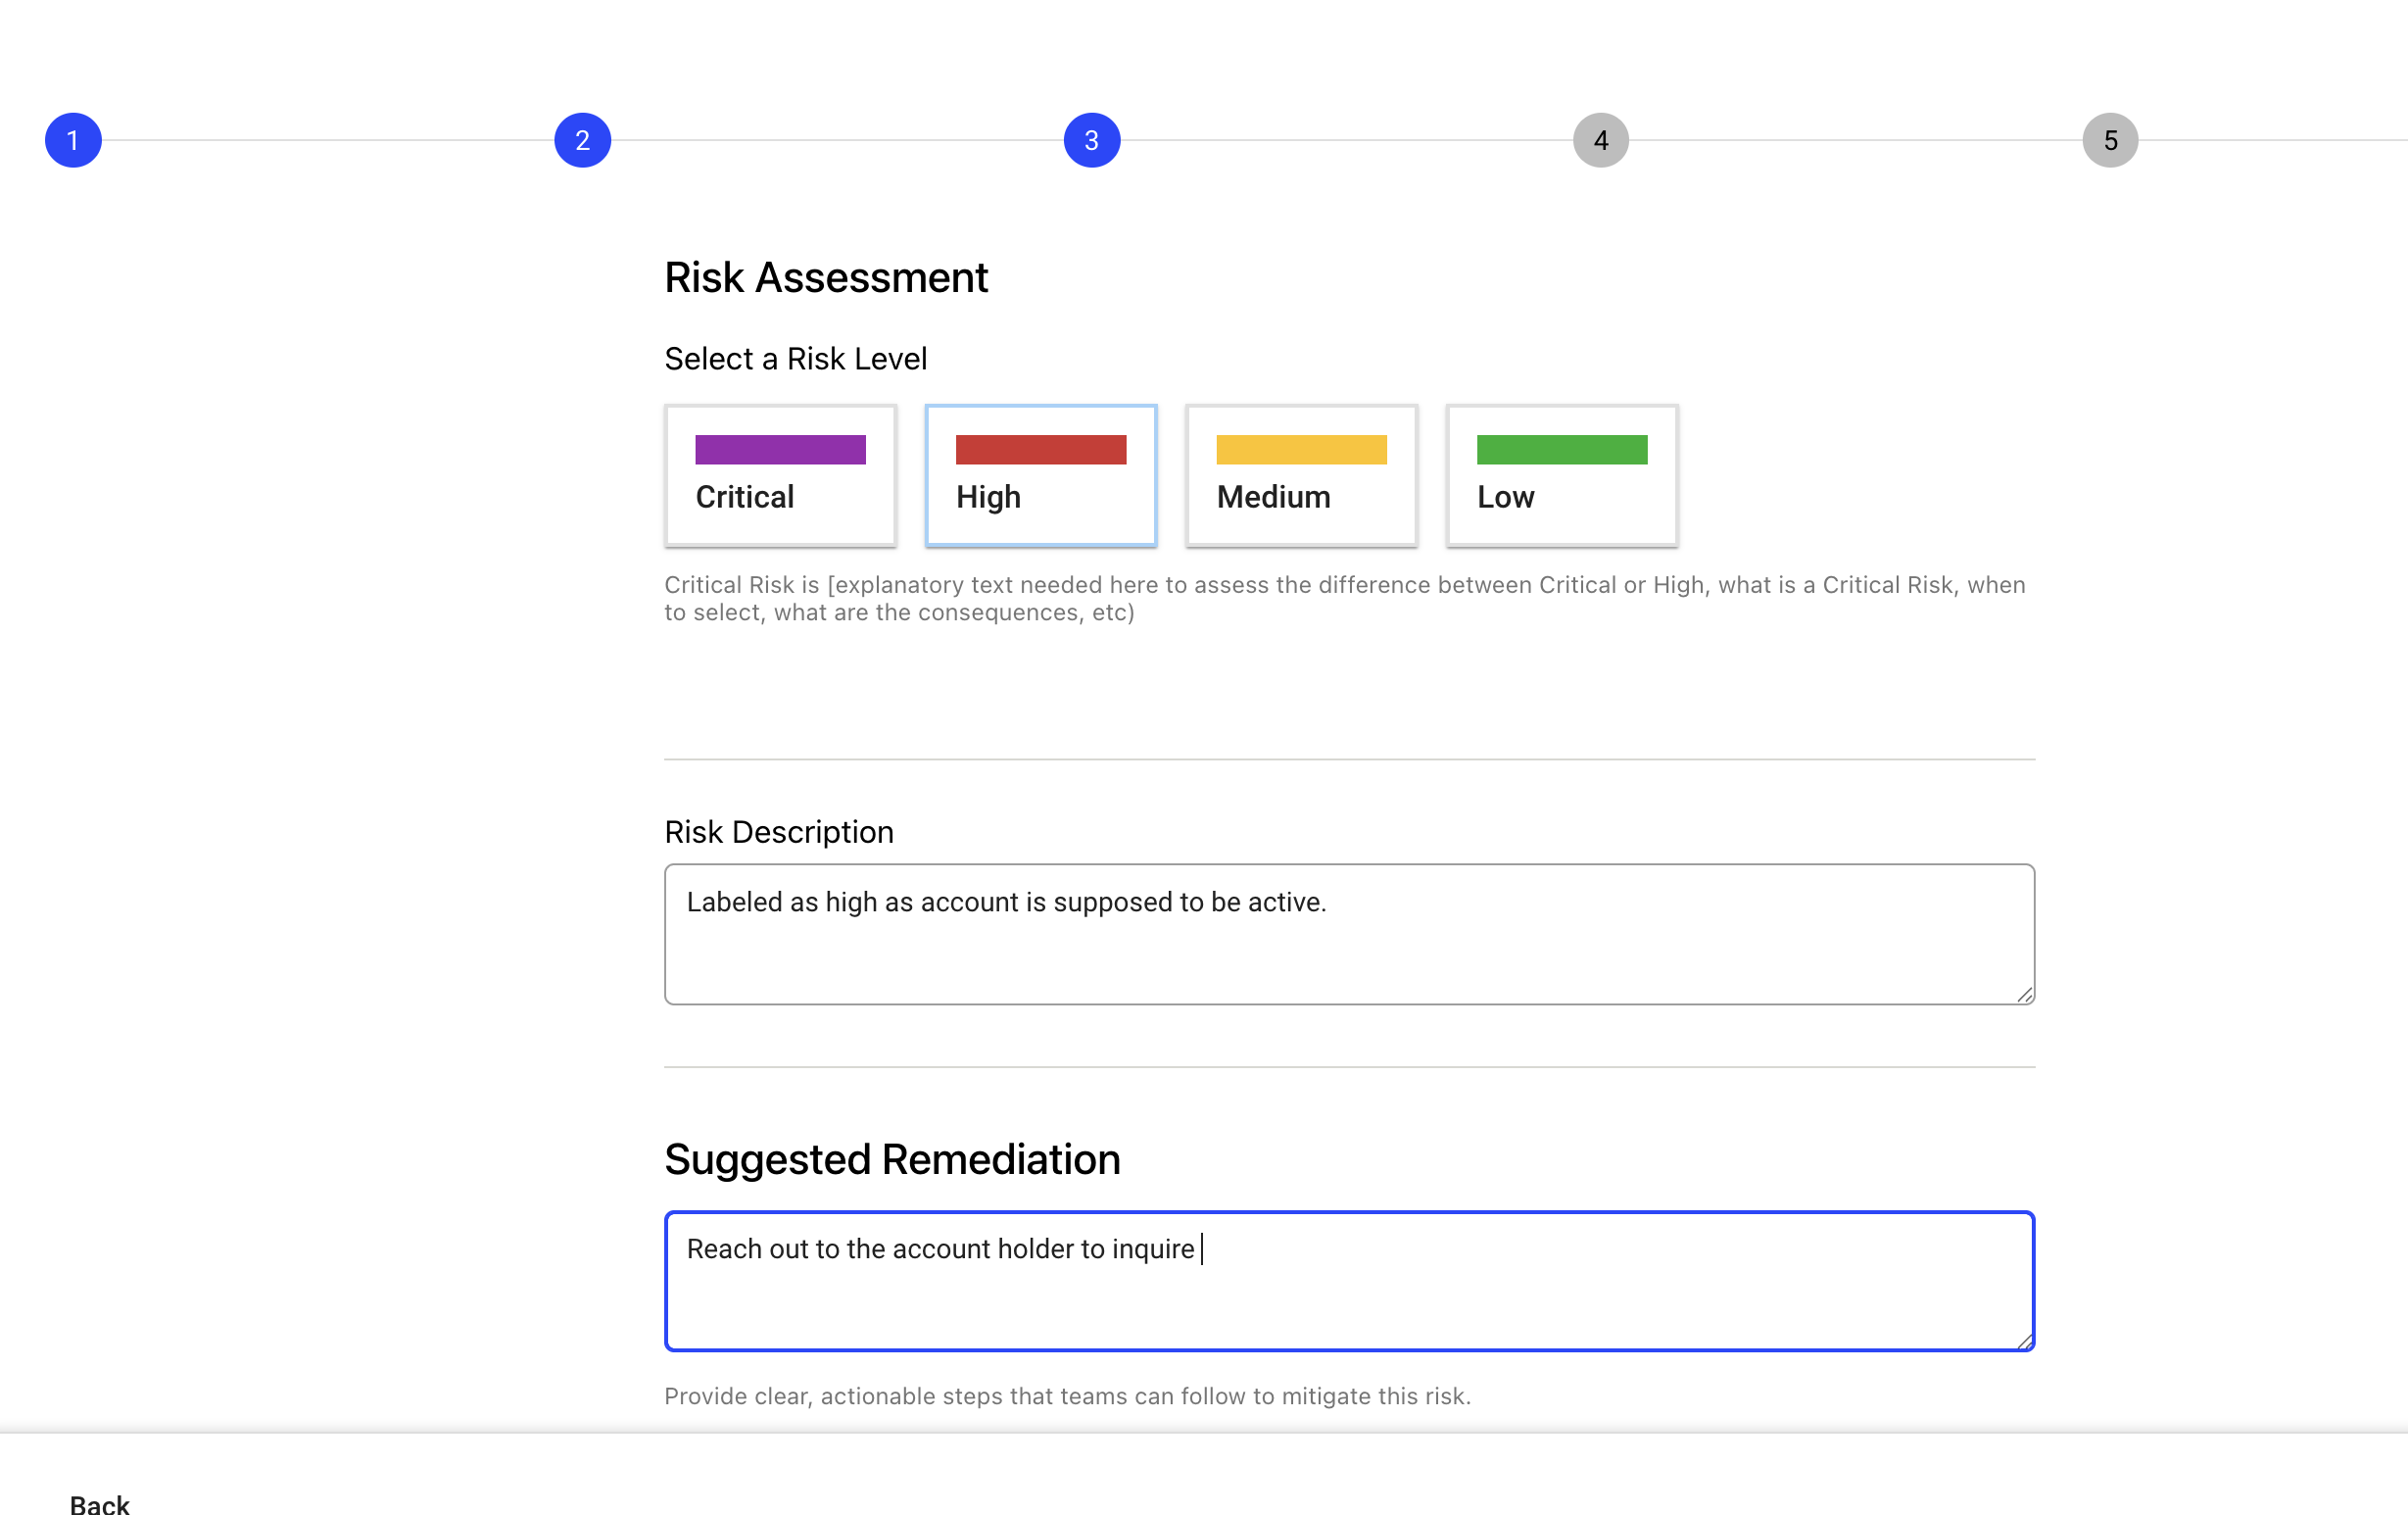 1
2
3
4
5
Risk Assessment
Select a Risk Level
Critical
High
Medium
Low
Critical Risk is [explanatory text needed here to assess the difference between Critical or High, what is a Critical Risk, when
to select, what are the consequences, etc)
Risk Description
Labeled as high as account is supposed to be active.
Suggested Remediation
Reach out to the account holder to inquire
Provide clear, actionable steps that teams can follow to mitigate this risk.
Back